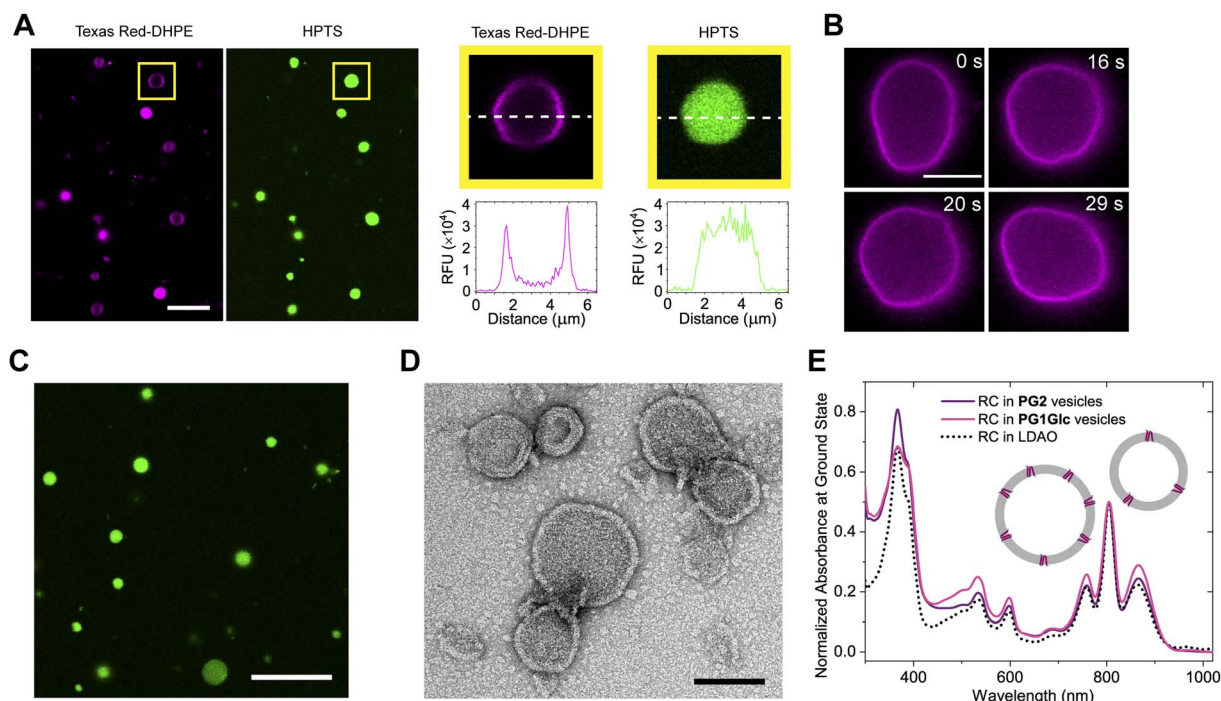 A
Texas Red-DHPE
HPTS
Texas Red-DHPE
HPTS
RFU (×10⁴)
4
3
2
1
0
0 2 4 6
Distance (μm)
RFU (×10⁴)
4
3
2
1
0
0 2 4 6
Distance (μm)
B
0 s
16 s
20 s
29 s
C
D
E
Normalized Absorbance at Ground State
0.8
0.6
0.4
0.2
0.0
RC in PG2 vesicles
RC in PG1Glc vesicles
RC in LDAO
400 600 800 1000
Wavelength (nm)